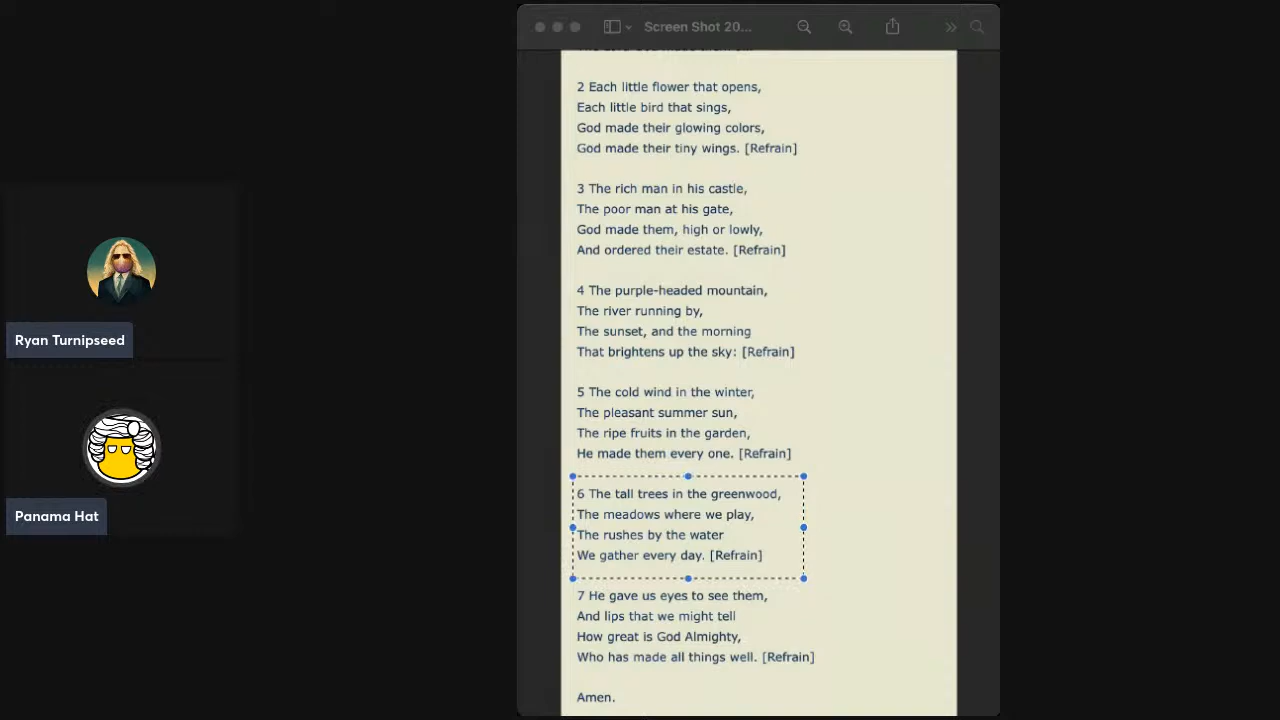 Screen Shot 20...
2 Each little flower that opens,
Each little bird that sings,
God made their glowing colors,
God made their tiny wings. [Refrain]
3 The rich man in his castle,
The poor man at his gate,
God made them, high or lowly,
And ordered their estate. [Refrain]
4 The purple-headed mountain,
The river running by,
The sunset, and the morning
That brightens up the sky: [Refrain]
5 The cold wind in the winter,
The pleasant summer sun,
The ripe fruits in the garden,
He made them every one. [Refrain]
6 The tall trees in the greenwood,
The meadows where we play,
The rushes by the water
We gather every day. [Refrain]
7 He gave us eyes to see them,
And lips that we might tell
How great is God Almighty,
Who has made all things well. [Refrain]
Amen.
Ryan Turnipseed
Panama Hat